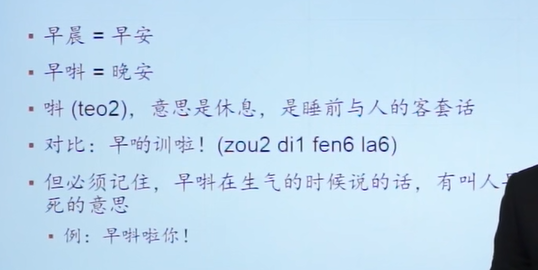 早晨 = 早安
早唞 = 晚安
唞 (teo2)，意思是休息，是睡前与人的客套话
对比：早啲训啦！(zou2 di1 fen6 la6)
但必须记住，早唞在生气的时候说的话，有叫人
死的意思
例：早唞啦你！